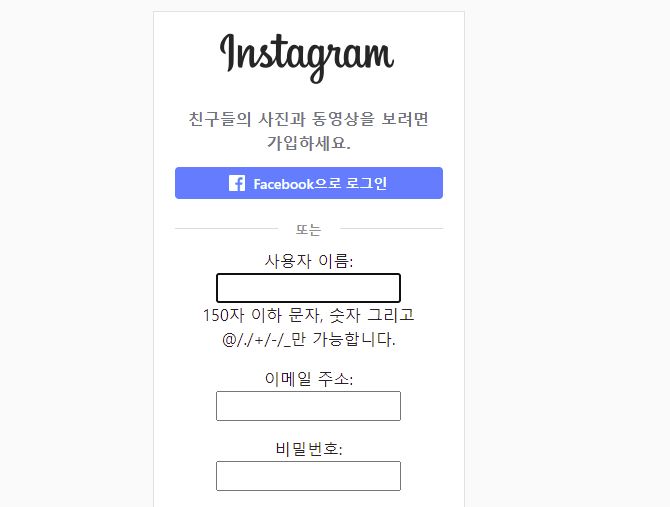 Instagram
친구들의 사진과 동영상을 보려면
가입하세요.
Facebook으로 로그인
또는
사용자 이름:
150자 이하 문자, 숫자 그리고
@/./+/-/_만 가능합니다.
이메일 주소:
비밀번호: